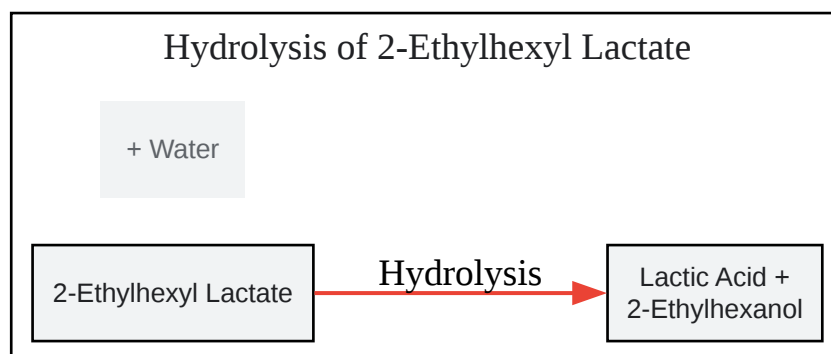 Hydrolysis of 2-Ethylhexyl Lactate
+ Water
2-Ethylhexyl Lactate
Hydrolysis
Lactic Acid +
2-Ethylhexanol